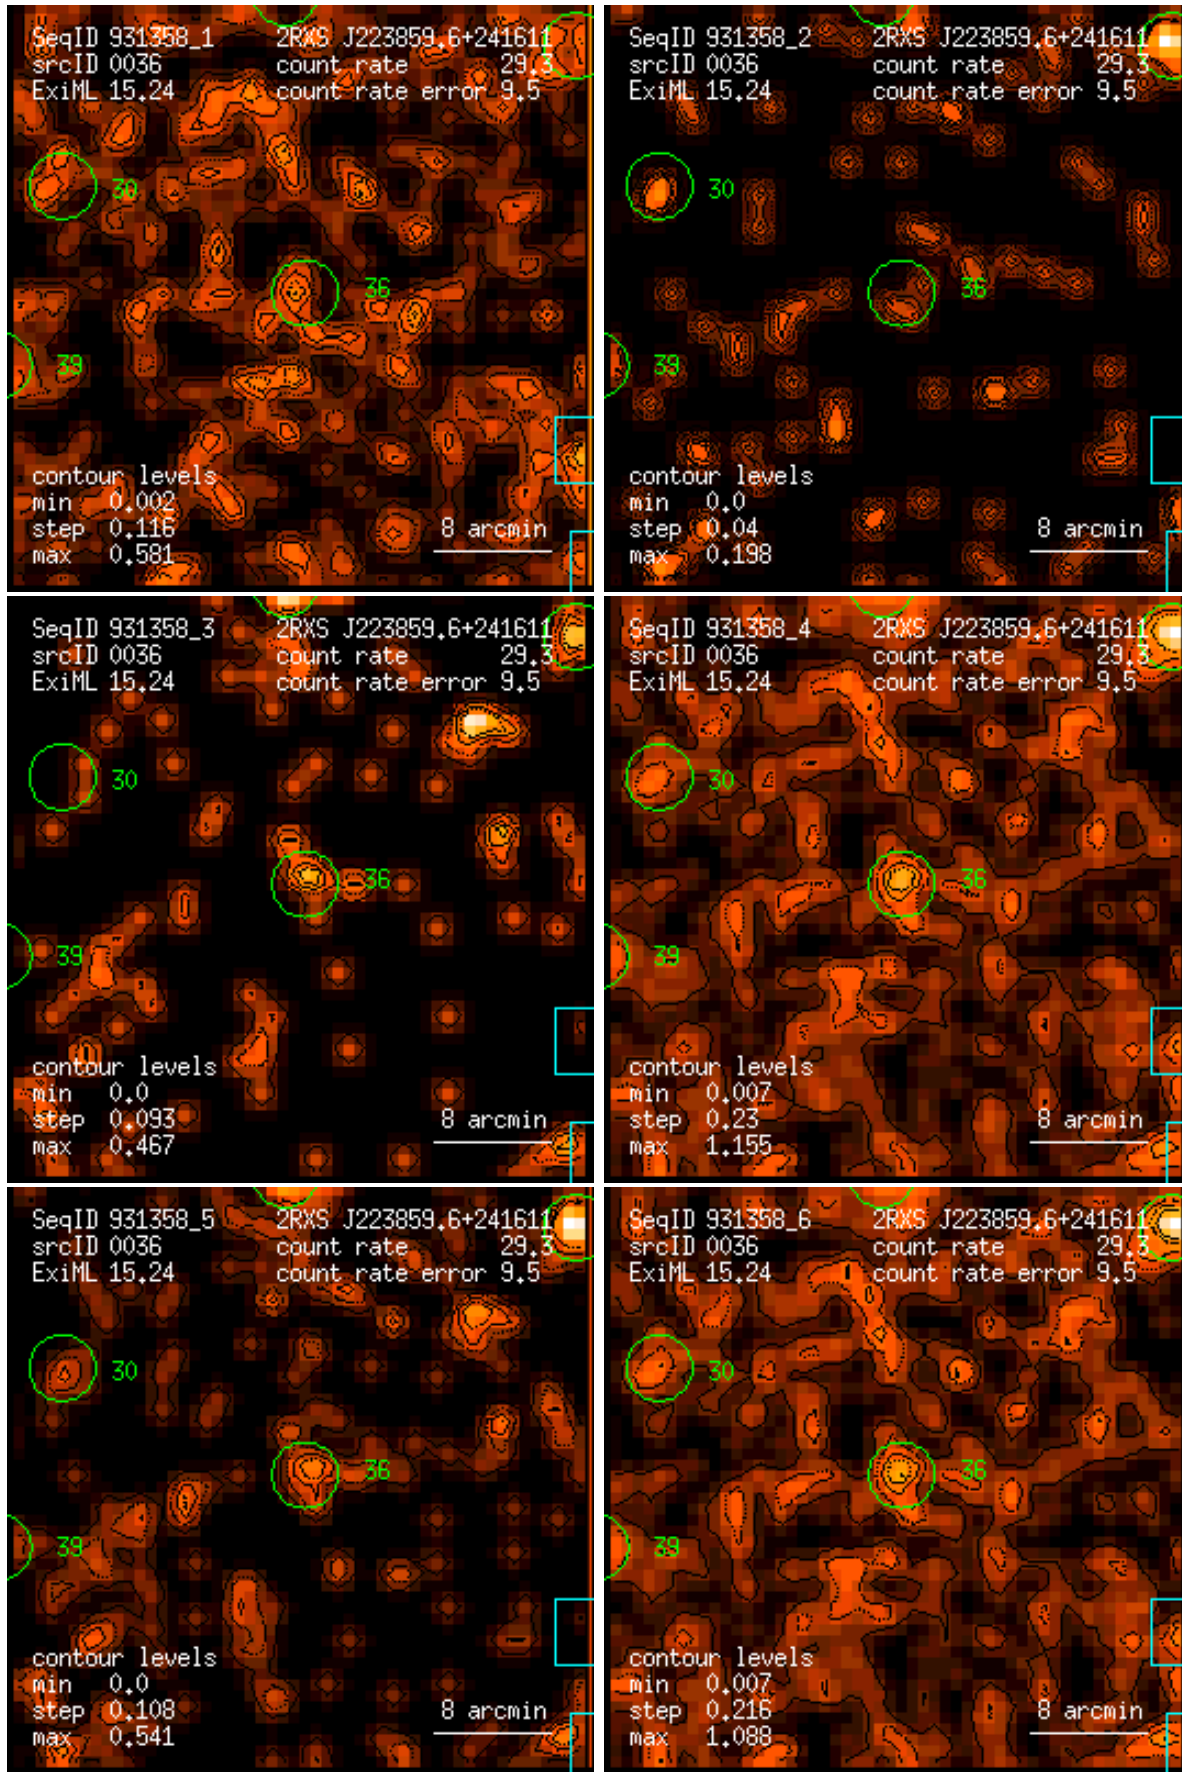 SeqID 931358_1 2RXS J223859.6+241611
srcID 0036 count rate 29.3
ExiML 15.24 count rate error 9.5
30
36
39
contour levels
min 0.002
step 0.116 8 arcmin
max 0.581
SeqID 931358_2 2RXS J223859.6+241611
srcID 0036 count rate 29.3
ExiML 15.24 count rate error 9.5
30
36
39
contour levels
min 0.0
step 0.04 8 arcmin
max 0.198
SeqID 931358_3 2RXS J223859.6+241611
srcID 0036 count rate 29.3
ExiML 15.24 count rate error 9.5
30
36
39
contour levels
min 0.0
step 0.093 8 arcmin
max 0.467
SeqID 931358_4 2RXS J223859.6+241611
srcID 0036 count rate 29.3
ExiML 15.24 count rate error 9.5
30
36
39
contour levels
min 0.007
step 0.23 8 arcmin
max 1.155
SeqID 931358_5 2RXS J223859.6+241611
srcID 0036 count rate 29.3
ExiML 15.24 count rate error 9.5
30
36
39
contour levels
min 0.0
step 0.108 8 arcmin
max 0.541
SeqID 931358_6 2RXS J223859.6+241611
srcID 0036 count rate 29.3
ExiML 15.24 count rate error 9.5
30
36
39
contour levels
min 0.007
step 0.216 8 arcmin
max 1.088